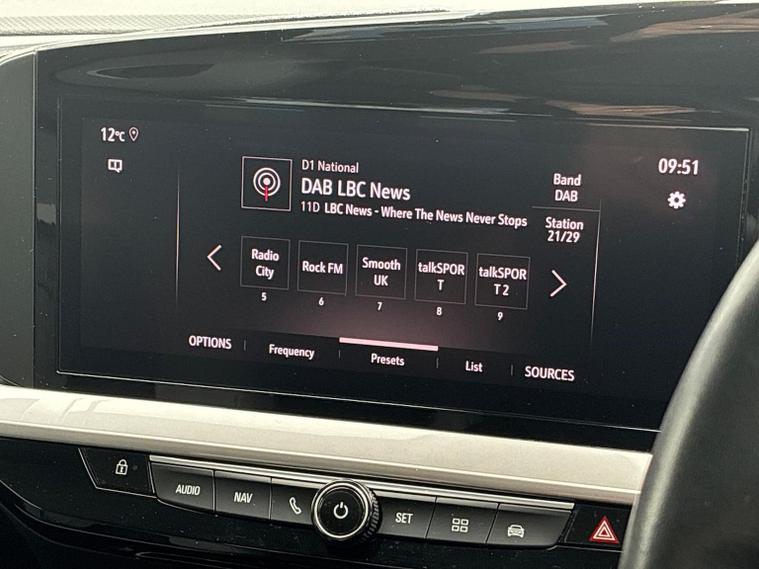 12°C
09:51
D1 National
DAB LBC News
11D LBC News - Where The News Never Stops
Band
DAB
Station
21/29
Radio
City
5
Rock FM
6
Smooth
UK
7
talkSPOR
T
8
talkSPOR
T 2
9
OPTIONS
Frequency
Presets
List
SOURCES
AUDIO
NAV
SET